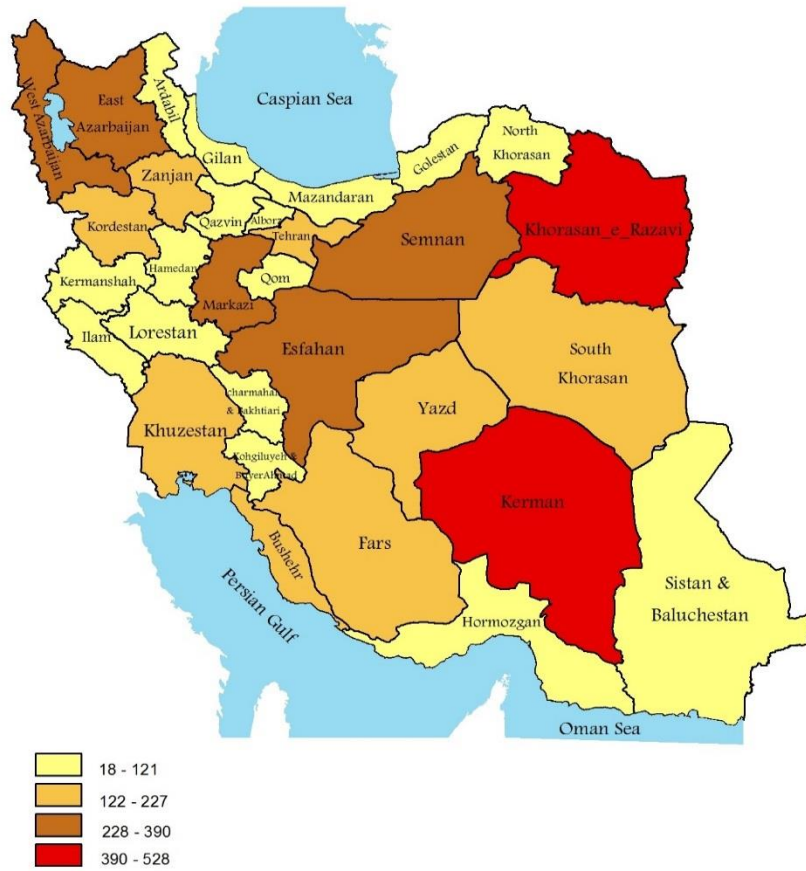 Caspian Sea
West Azarbaijan
East
Azarbaijan
Ardabil
Gilan
Zanjan
Golestan
North
Khorasan
Mazandaran
Qazvin
Alborz
Tehran
Kordestan
Semnan
Khorasan_e_Razavi
Hamedan
Kermanshah
Qom
Markazi
Ilam
Lorestan
Esfahan
South
Khorasan
charmahal
& Bakhtiari
Yazd
Khuzestan
Kohgiluyeh &
BuyerAhmad
Kerman
Fars
Bushehr
Sistan &
Baluchestan
Persian Gulf
Hormozgan
Oman Sea
18 - 121
122 - 227
228 - 390
390 - 528